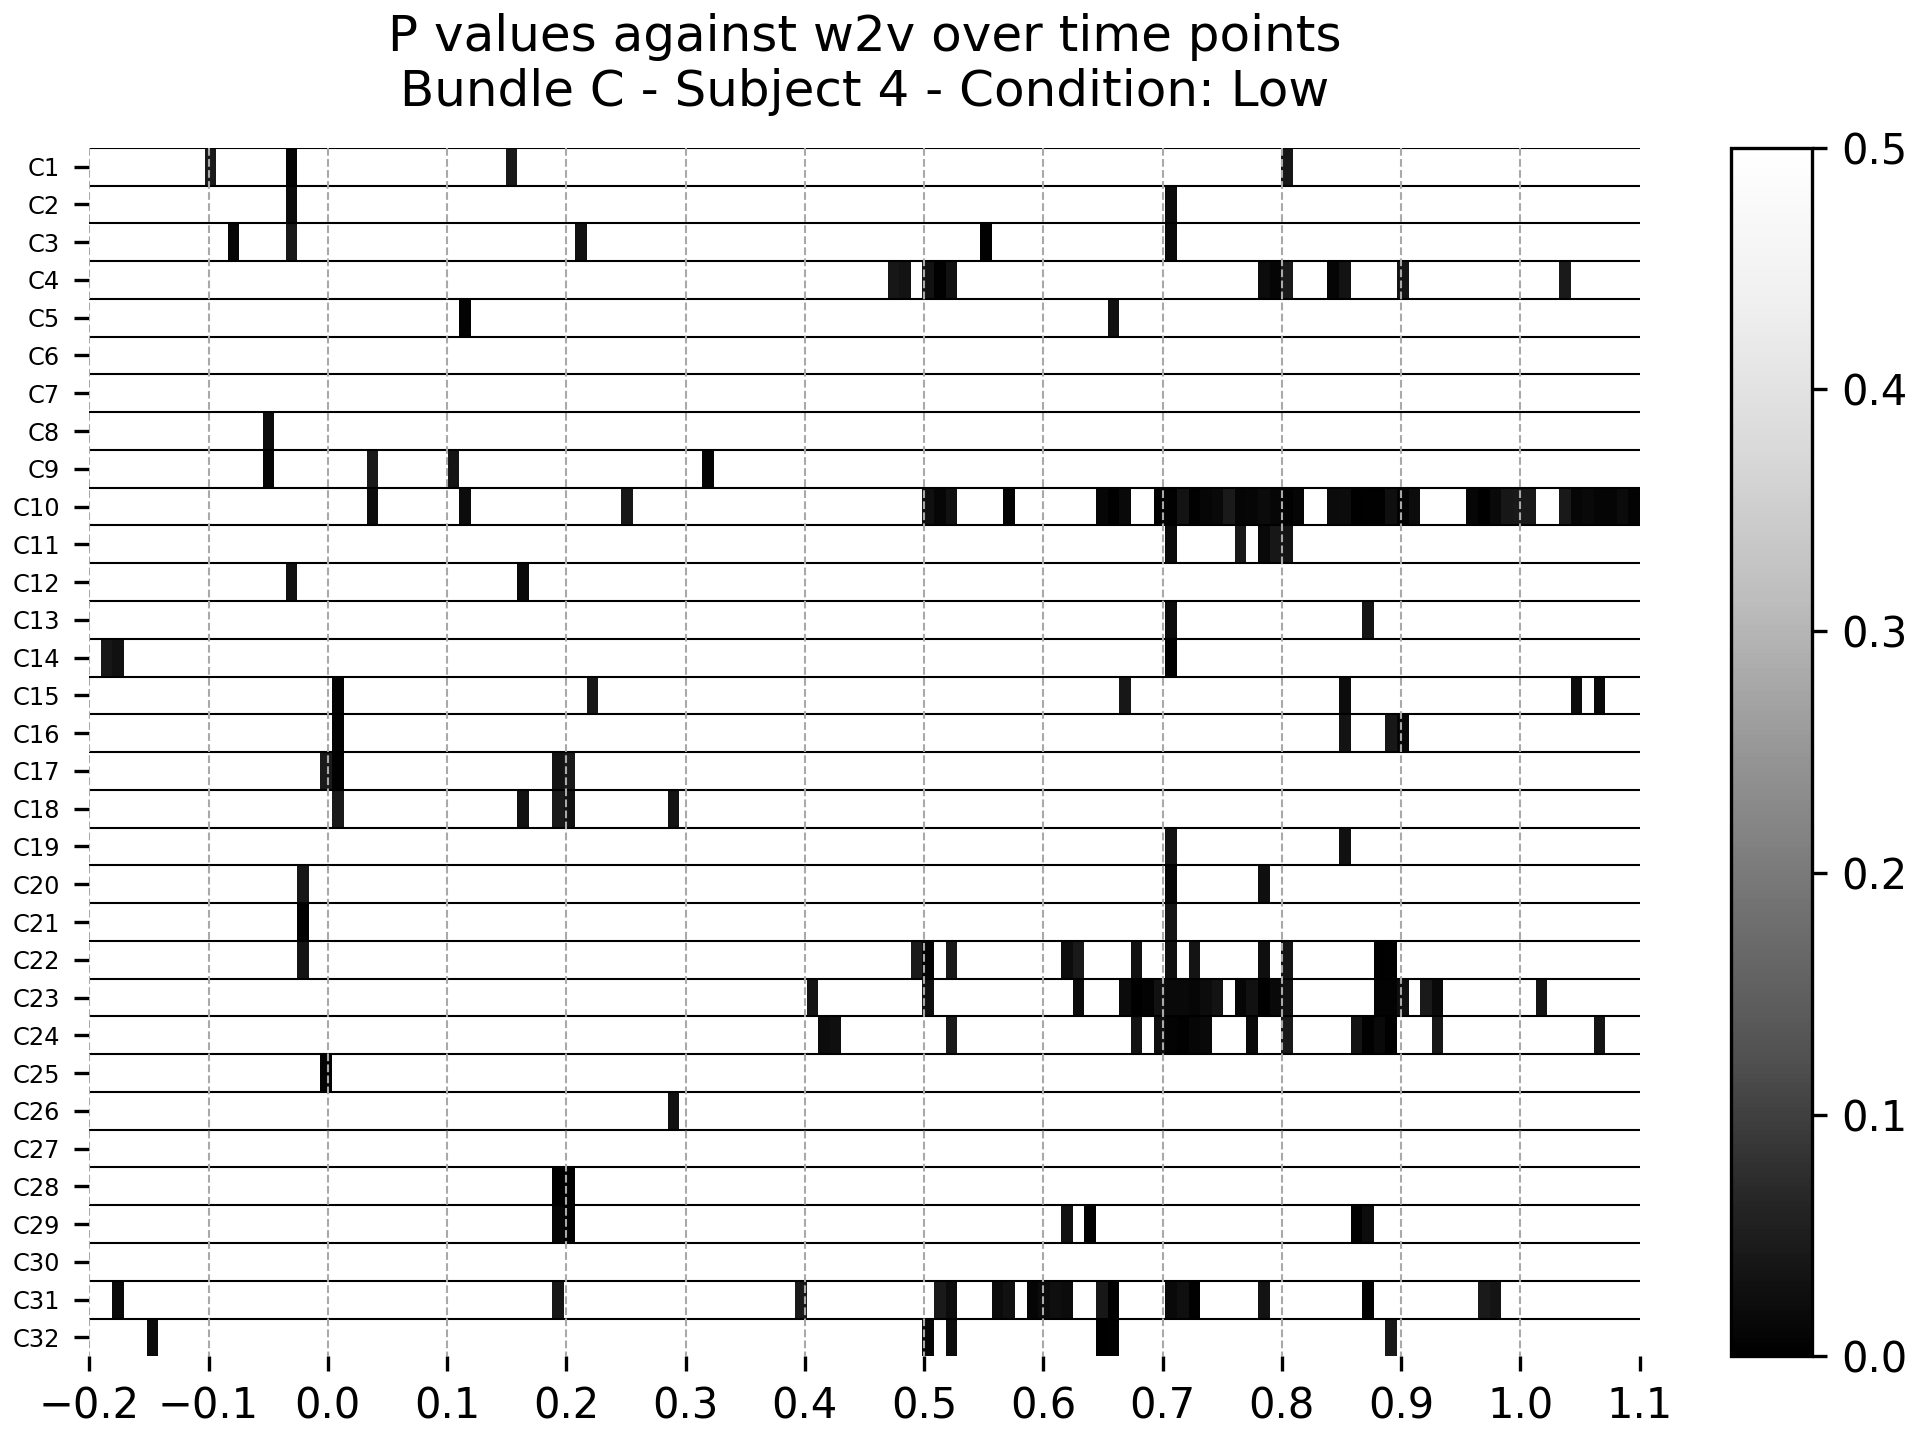 P values against w2v over time points
Bundle C - Subject 4 - Condition: Low
C1
C2
C3
C4
C5
C6
C7
C8
C9
C10
C11
C12
C13
C14
C15
C16
C17
C18
C19
C20
C21
C22
C23
C24
C25
C26
C27
C28
C29
C30
C31
C32
−0.2 −0.1 0.0 0.1 0.2 0.3 0.4 0.5 0.6 0.7 0.8 0.9 1.0 1.1
0.5
0.4
0.3
0.2
0.1
0.0